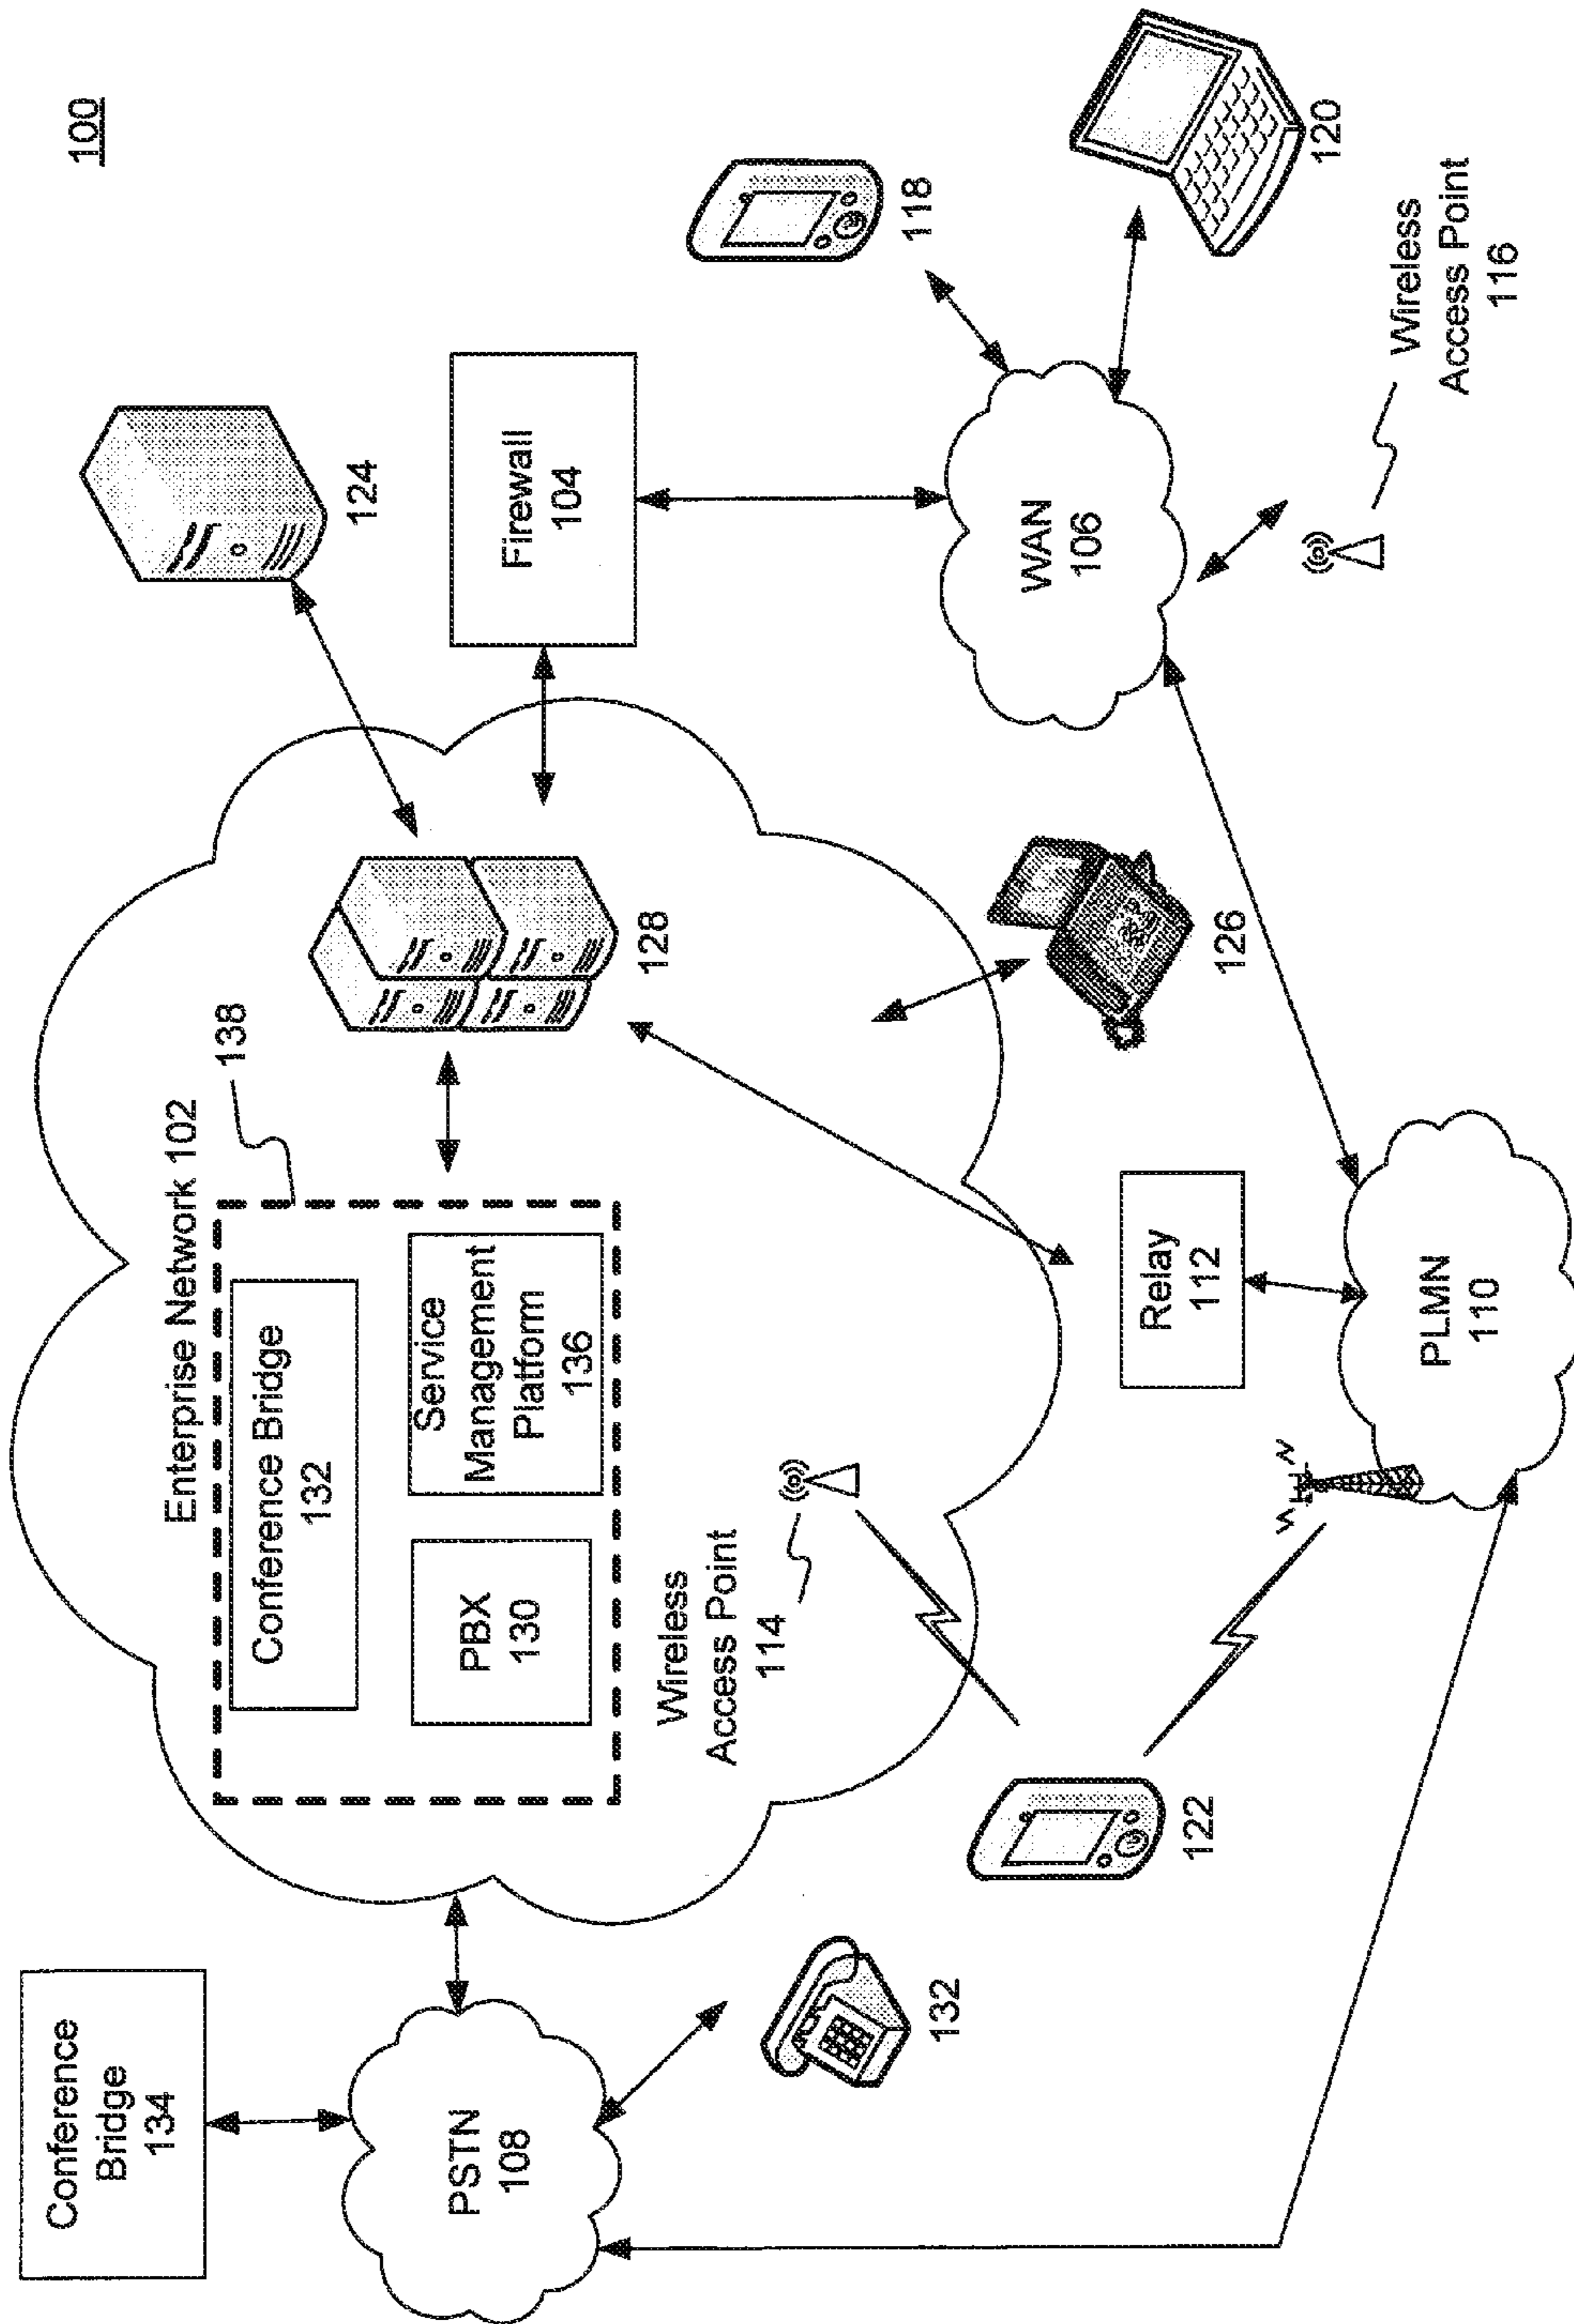 100
Conference
Bridge
134
Enterprise Network 102
138
Conference Bridge
132
PBX
130
Service
Management
Platform
136
128
124
Firewall
104
PSTN
108
132
Wireless
Access Point
114
122
126
Relay
112
PLMN
110
WAN
106
118
120
Wireless
Access Point
116